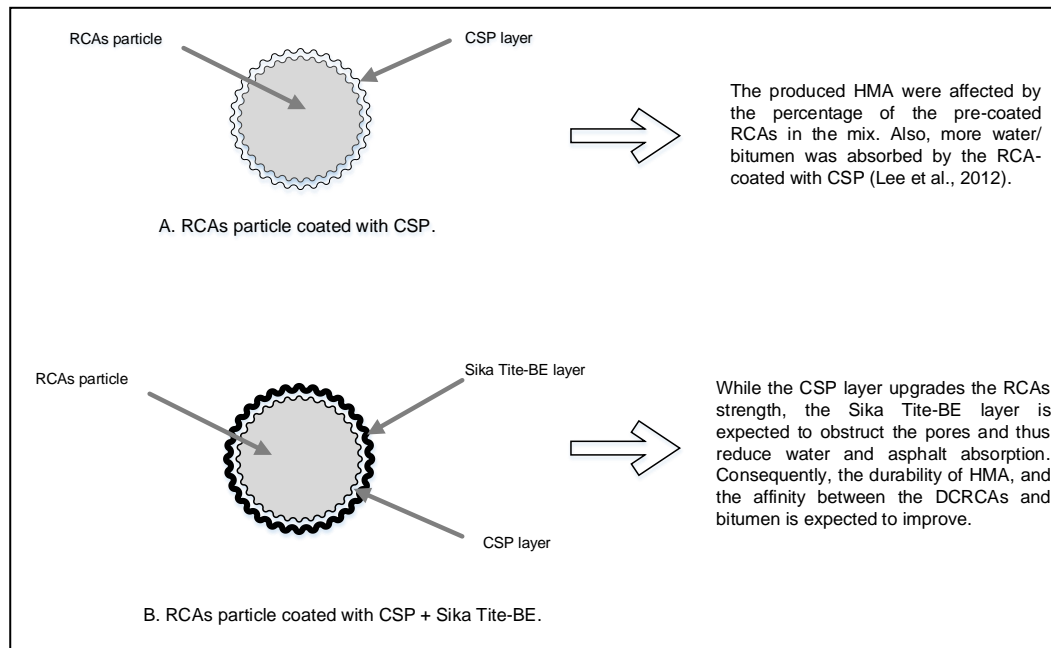 RCAs particle
CSP layer
The produced HMA were affected by
the percentage of the pre-coated
RCAs in the mix. Also, more water/
bitumen was absorbed by the RCA-
coated with CSP (Lee et al., 2012).
A. RCAs particle coated with CSP.
RCAs particle
Sika Tite-BE layer
CSP layer
While the CSP layer upgrades the RCAs
strength, the Sika Tite-BE layer is
expected to obstruct the pores and thus
reduce water and asphalt absorption.
Consequently, the durability of HMA, and
the affinity between the DCRCAs and
bitumen is expected to improve.
B. RCAs particle coated with CSP + Sika Tite-BE.